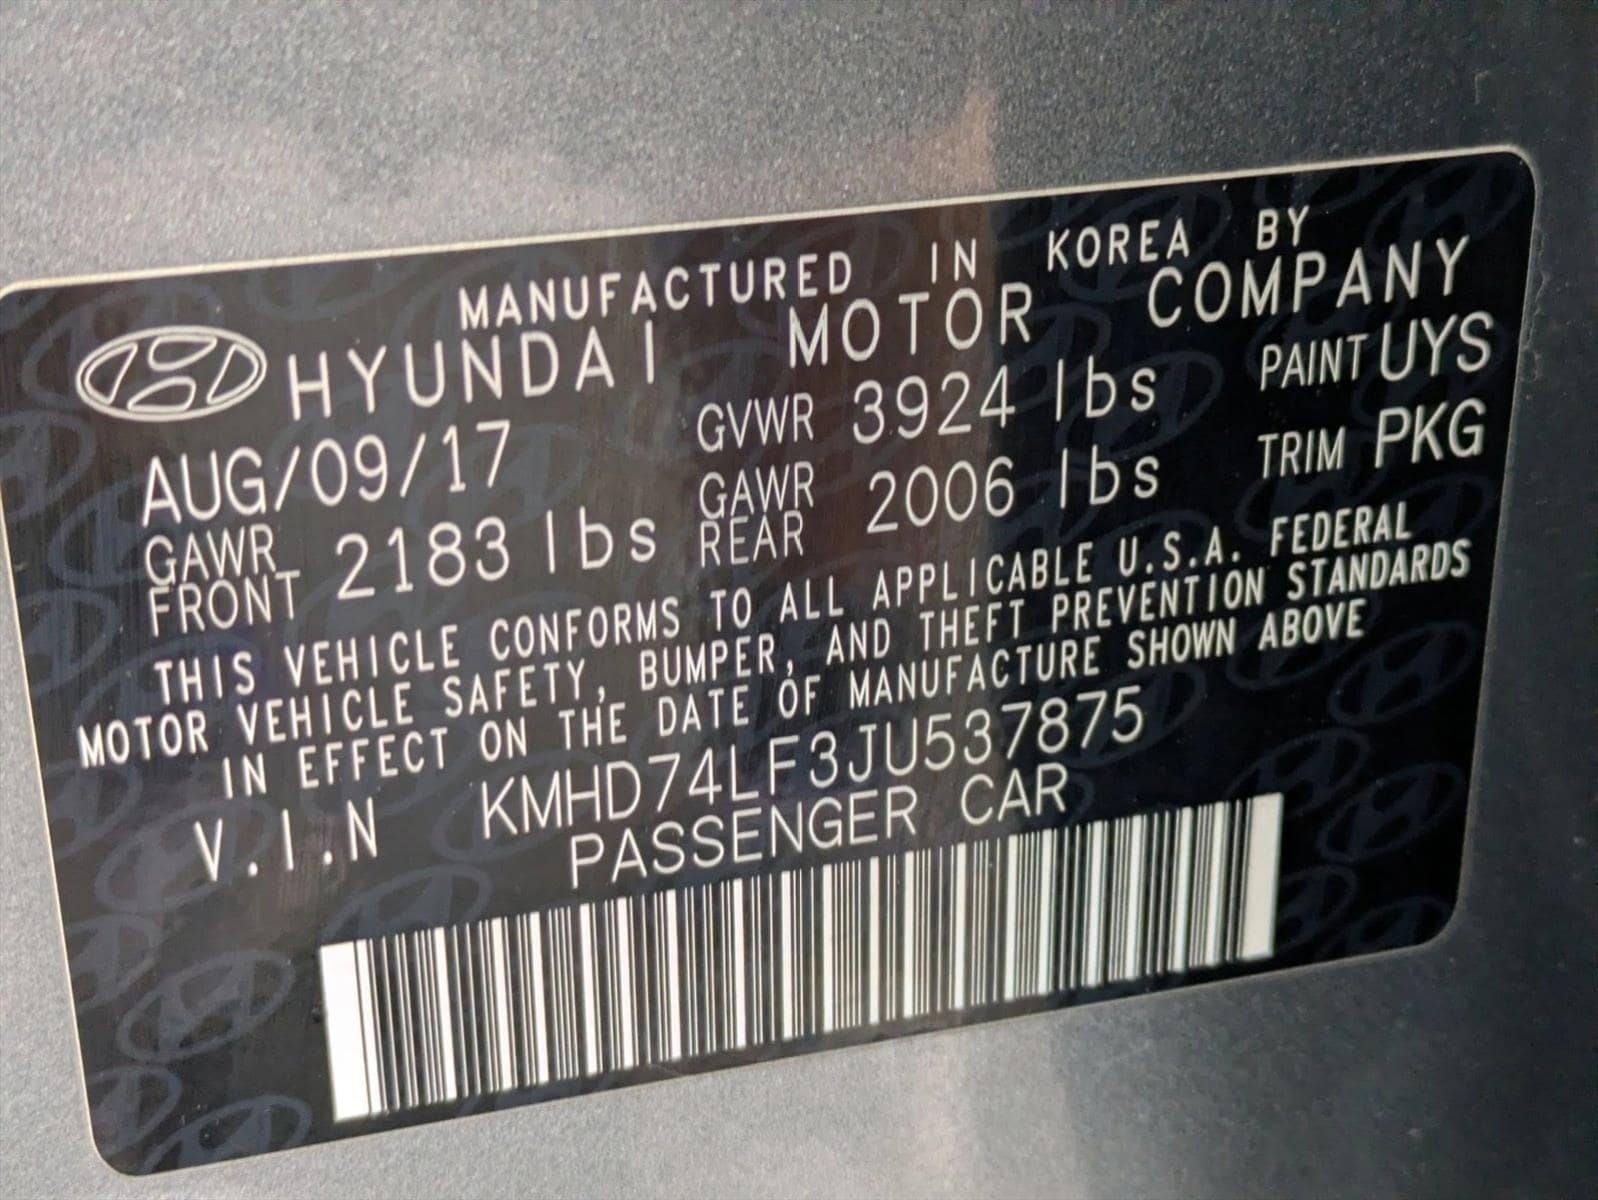 MANUFACTURED IN KOREA BY
HYUNDAI MOTOR COMPANY
AUG/09/17 GVWR 3924 lbs PAINT UYS
GAWR FRONT 2183 lbs GAWR REAR 2006 lbs TRIM PKG
THIS VEHICLE CONFORMS TO ALL APPLICABLE U.S.A. FEDERAL
MOTOR VEHICLE SAFETY, BUMPER, AND THEFT PREVENTION STANDARDS
IN EFFECT ON THE DATE OF MANUFACTURE SHOWN ABOVE
V.I.N KMHD74LF3JU537875
PASSENGER CAR